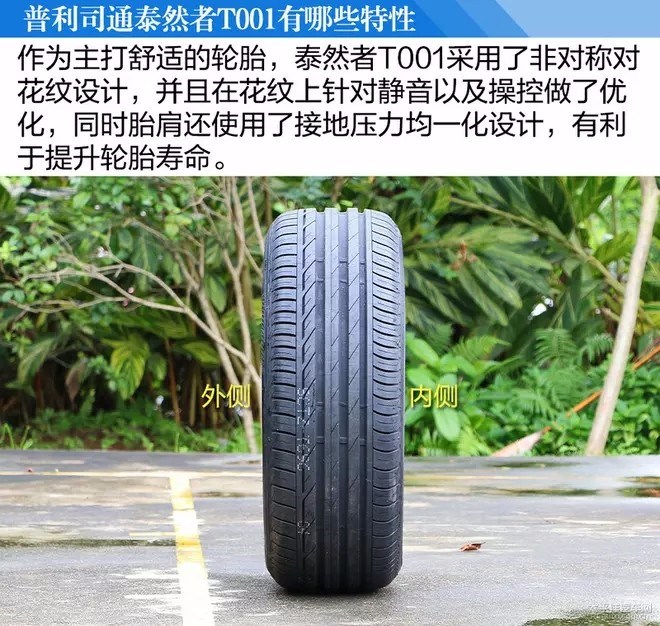 普利司通泰然者T001有哪些特性
作为主打舒适的轮胎，泰然者T001采用了非对称对
花纹设计，并且在花纹上针对静音以及操控做了优
化，同时胎肩还使用了接地压力均一化设计，有利
于提升轮胎寿命。
外侧
内侧